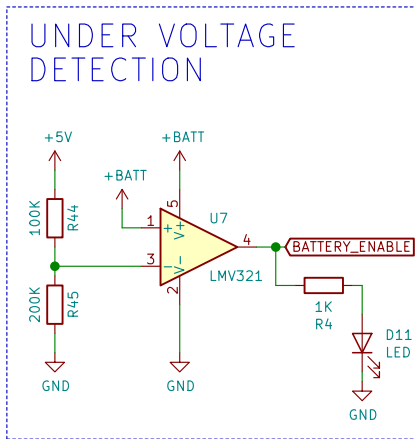 UNDER VOLTAGE
DETECTION
+5V
+BATT
+BATT
100K
R44
200K
R45
1
+
V+
5
U7
3
-
V-
2
4
LMV321
BATTERY_ENABLE
1K
R4
D11
LED
GND
GND
GND